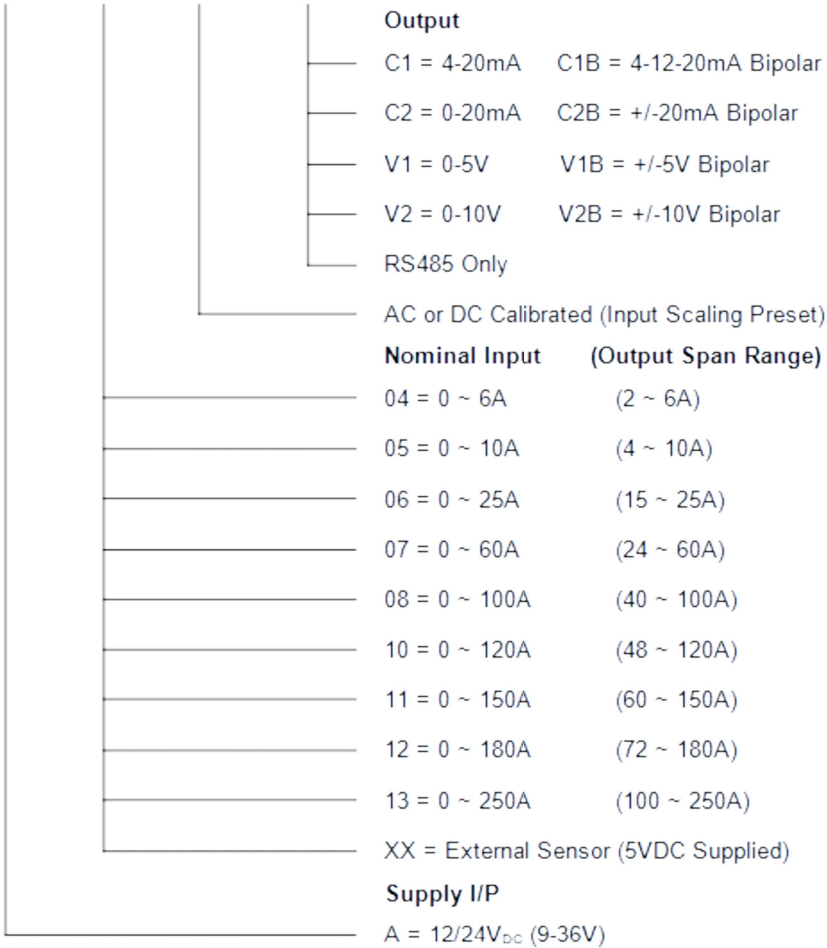 Output
C1 = 4-20mA C1B = 4-12-20mA Bipolar
C2 = 0-20mA C2B = +/-20mA Bipolar
V1 = 0-5V V1B = +/-5V Bipolar
V2 = 0-10V V2B = +/-10V Bipolar
RS485 Only
AC or DC Calibrated (Input Scaling Preset)
Nominal Input (Output Span Range)
04 = 0 ~ 6A (2 ~ 6A)
05 = 0 ~ 10A (4 ~ 10A)
06 = 0 ~ 25A (15 ~ 25A)
07 = 0 ~ 60A (24 ~ 60A)
08 = 0 ~ 100A (40 ~ 100A)
10 = 0 ~ 120A (48 ~ 120A)
11 = 0 ~ 150A (60 ~ 150A)
12 = 0 ~ 180A (72 ~ 180A)
13 = 0 ~ 250A (100 ~ 250A)
XX = External Sensor (5VDC Supplied)
Supply I/P
A = 12/24VDC (9-36V)